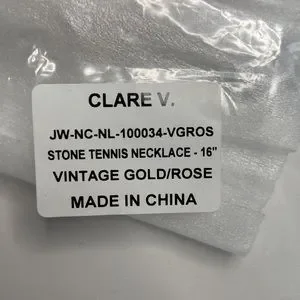 CLARE V.
JW-NC-NL-100034-VGROS
STONE TENNIS NECKLACE - 16"
VINTAGE GOLD/ROSE
MADE IN CHINA